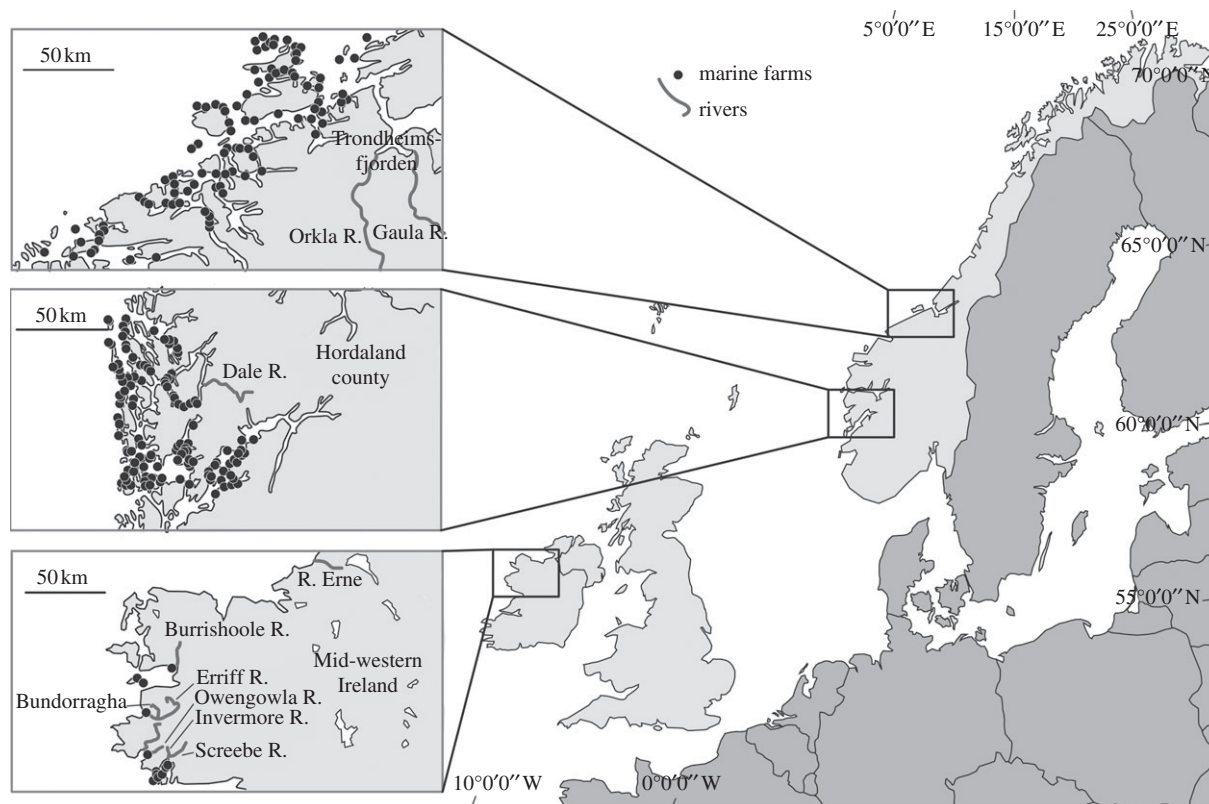 5°0′0″E 15°0′0″E 25°0′0″E
70°0′0″N
65°0′0″N
60°0′0″N
55°0′0″N
10°0′0″W 0°0′0″W
marine farms
rivers
50 km
Trondheims-
fjorden
Orkla R.
Gaula R.
50 km
Hordaland
county
Dale R.
50 km
R. Erne
Burrishoole R.
Mid-western
Ireland
Erriff R.
Bundorragha
Owengowla R.
Invermore R.
Screebe R.